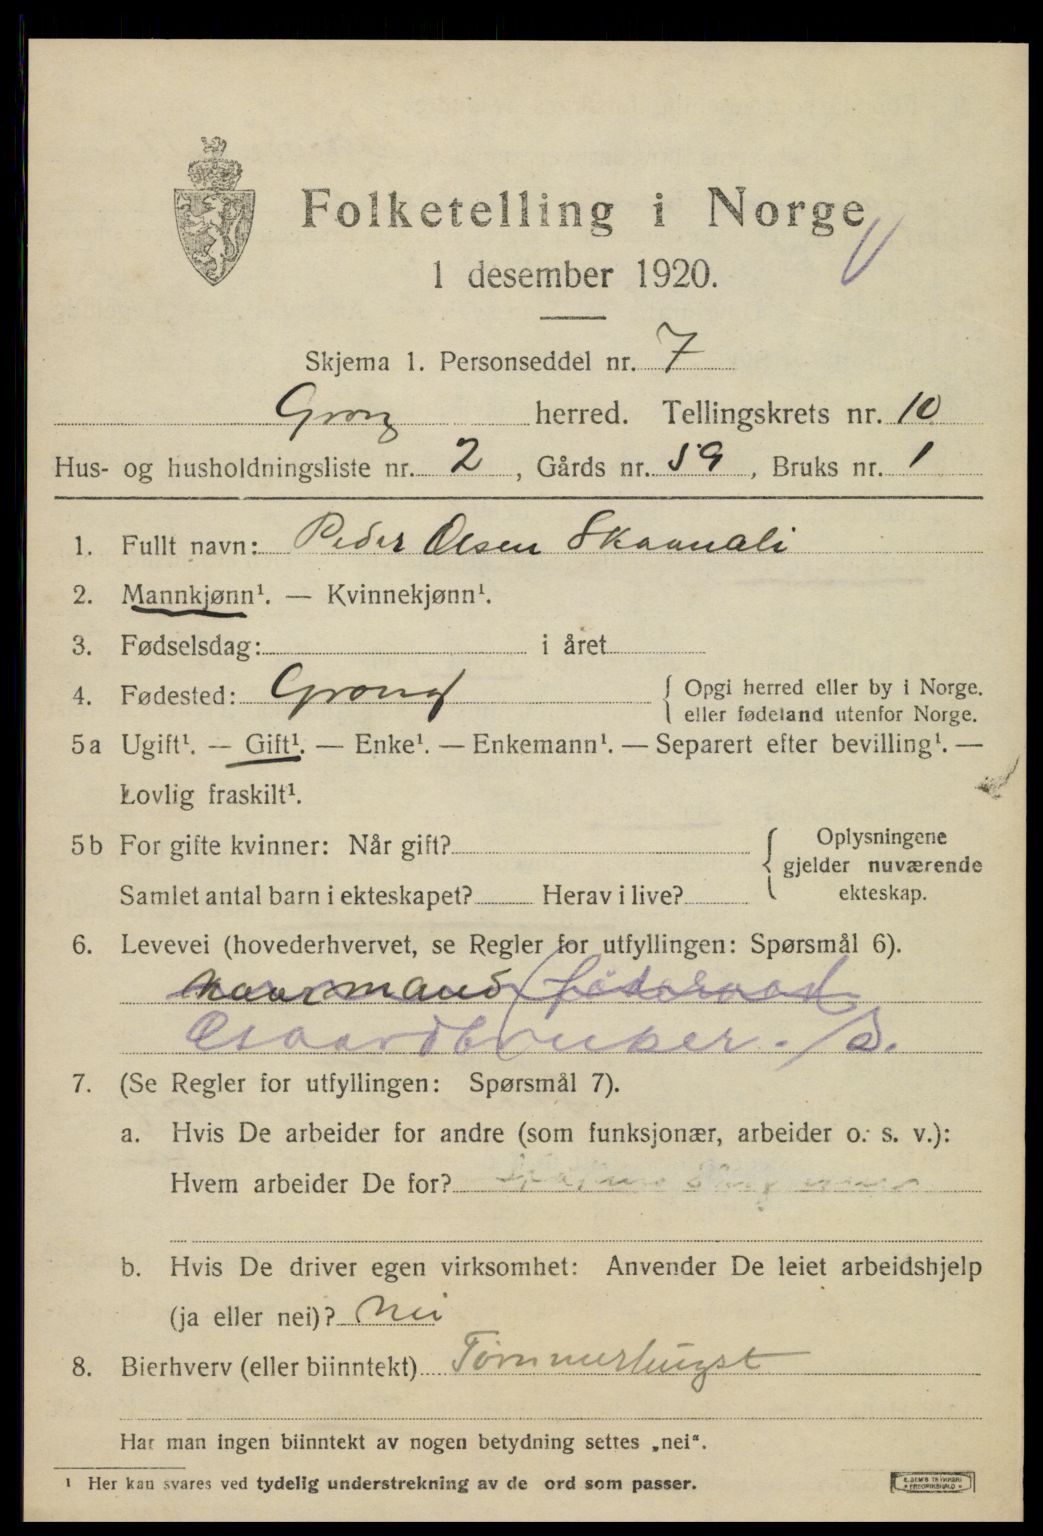 Folketelling i Norge
1 desember 1920.
Skjema 1. Personseddel nr. 7
Grong herred. Tellingskrets nr. 10
Hus- og husholdningsliste nr. 2, Gårds nr. 59, Bruks nr. 1
1. Fullt navn: Peder Olsen Skaanali
2. Mannkjønn¹. — Kvinnekjønn¹.
3. Fødselsdag: i året
4. Fødested: Grong { Opgi herred eller by i Norge.
eller fødeland utenfor Norge.
5a Ugift¹. — Gift¹. — Enke¹. — Enkemann¹. — Separert efter bevilling¹. —
Lovlig fraskilt¹.
5b For gifte kvinner: Når gift? { Oplysningene
gjelder nuværende
Samlet antal barn i ekteskapet? Herav i live? ekteskap.
6. Levevei (hovederhvervet, se Regler for utfyllingen: Spørsmål 6).
Kaarmand
Gaardbruker. S.
7. (Se Regler for utfyllingen: Spørsmål 7).
a. Hvis De arbeider for andre (som funksjonær, arbeider o. s. v.):
Hvem arbeider De for?
b. Hvis De driver egen virksomhet: Anvender De leiet arbeidshjelp
(ja eller nei)? Nei
8. Bierhverv (eller biinntekt) Tømmerhugst
Har man ingen biinntekt av nogen betydning settes „nei“.
¹ Her kan svares ved tydelig understrekning av de ord som passer.